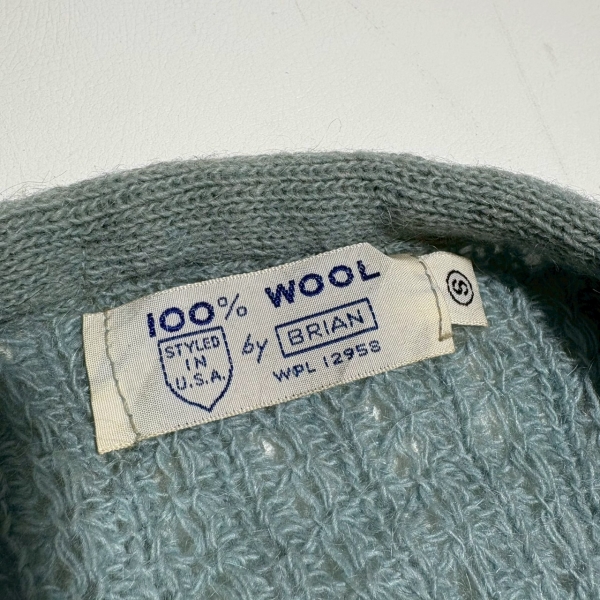 100% WOOL
STYLED
IN
U.S.A.
by BRIAN
WPL 12958
S